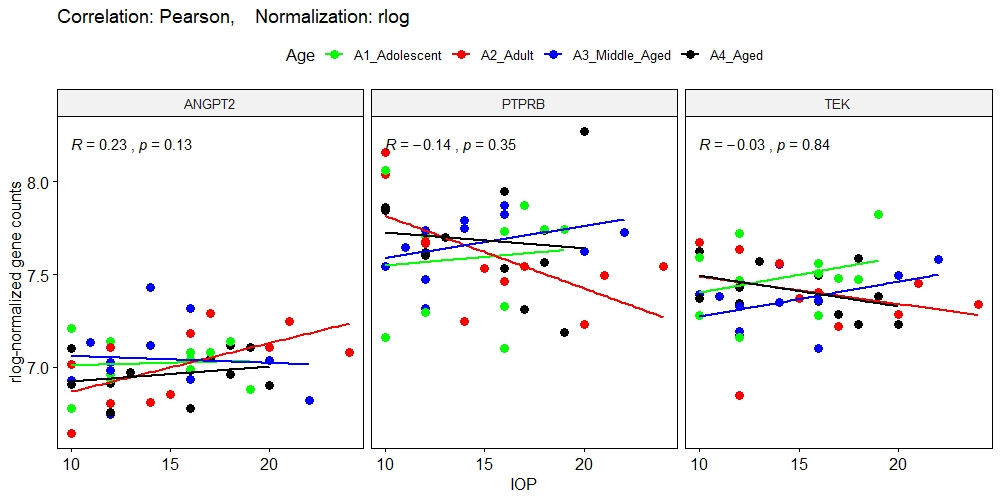 Correlation: Pearson,    Normalization: rlog
Age A1_Adolescent A2_Adult A3_Middle_Aged A4_Aged
ANGPT2 PTPRB TEK
R = 0.23 , p = 0.13 R = −0.14 , p = 0.35 R = −0.03 , p = 0.84
8.0
7.5
7.0
rlog-normalized gene counts
10 15 20 10 15 20 10 15 20
IOP